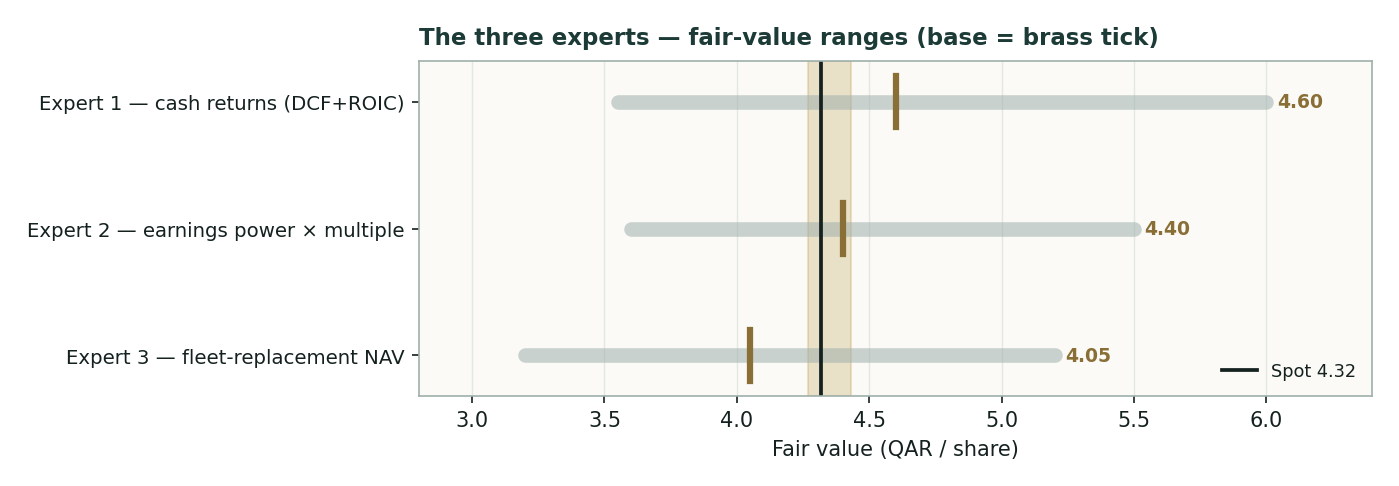 The three experts — fair-value ranges (base = brass tick)
Expert 1 — cash returns (DCF+ROIC)
4.60
Expert 2 — earnings power × multiple
4.40
Expert 3 — fleet-replacement NAV
4.05
Spot 4.32
3.0 3.5 4.0 4.5 5.0 5.5 6.0
Fair value (QAR / share)